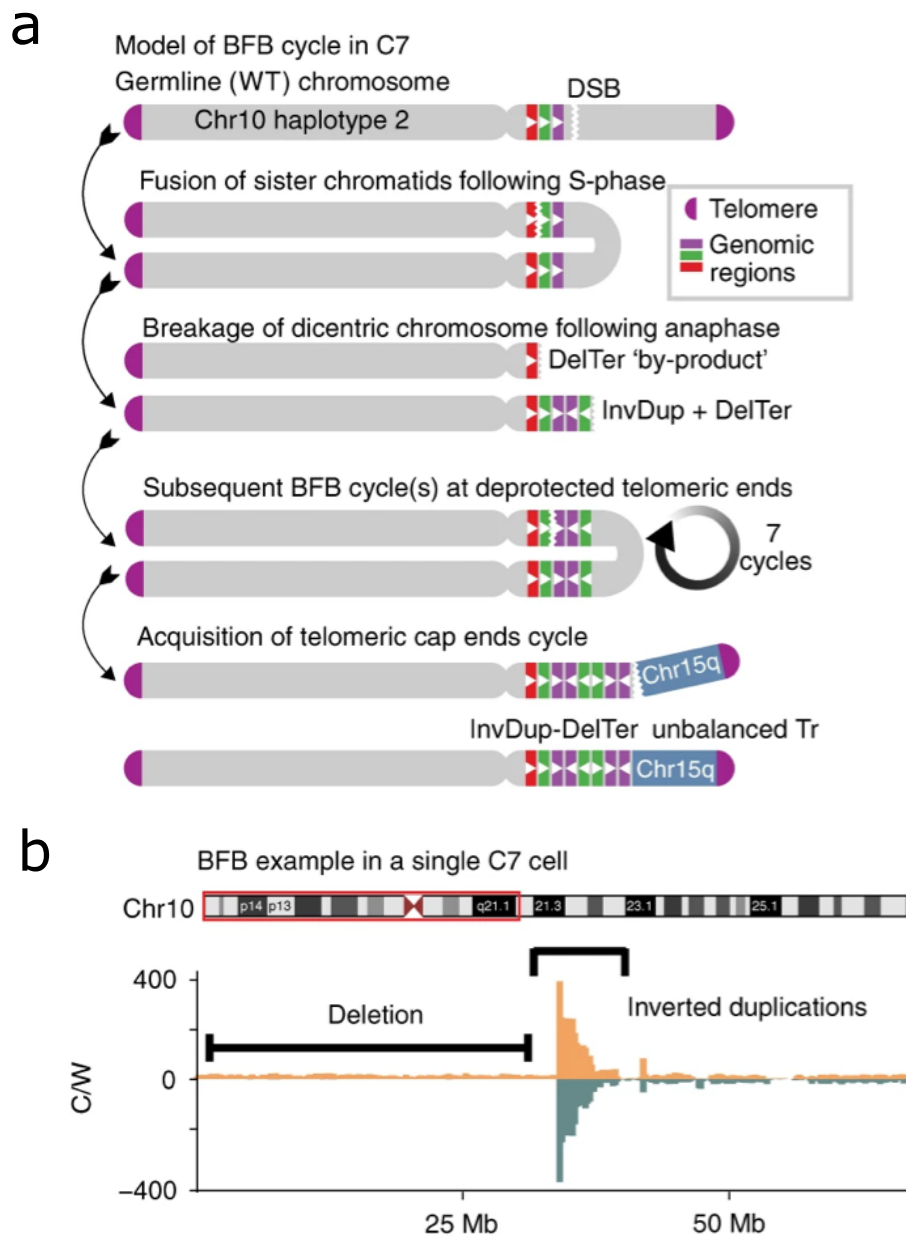 a
Model of BFB cycle in C7
Germline (WT) chromosome
DSB
Chr10 haplotype 2
Fusion of sister chromatids following S-phase
Telomere
Genomic
regions
Breakage of dicentric chromosome following anaphase
DelTer ‘by-product’
InvDup + DelTer
Subsequent BFB cycle(s) at deprotected telomeric ends
7
cycles
Acquisition of telomeric cap ends cycle
Chr15q
InvDup-DelTer unbalanced Tr
Chr15q
b
BFB example in a single C7 cell
Chr10
p14 p13 q21.1 21.3 23.1 25.1
400
Deletion
Inverted duplications
C/W
0
−400
25 Mb 50 Mb